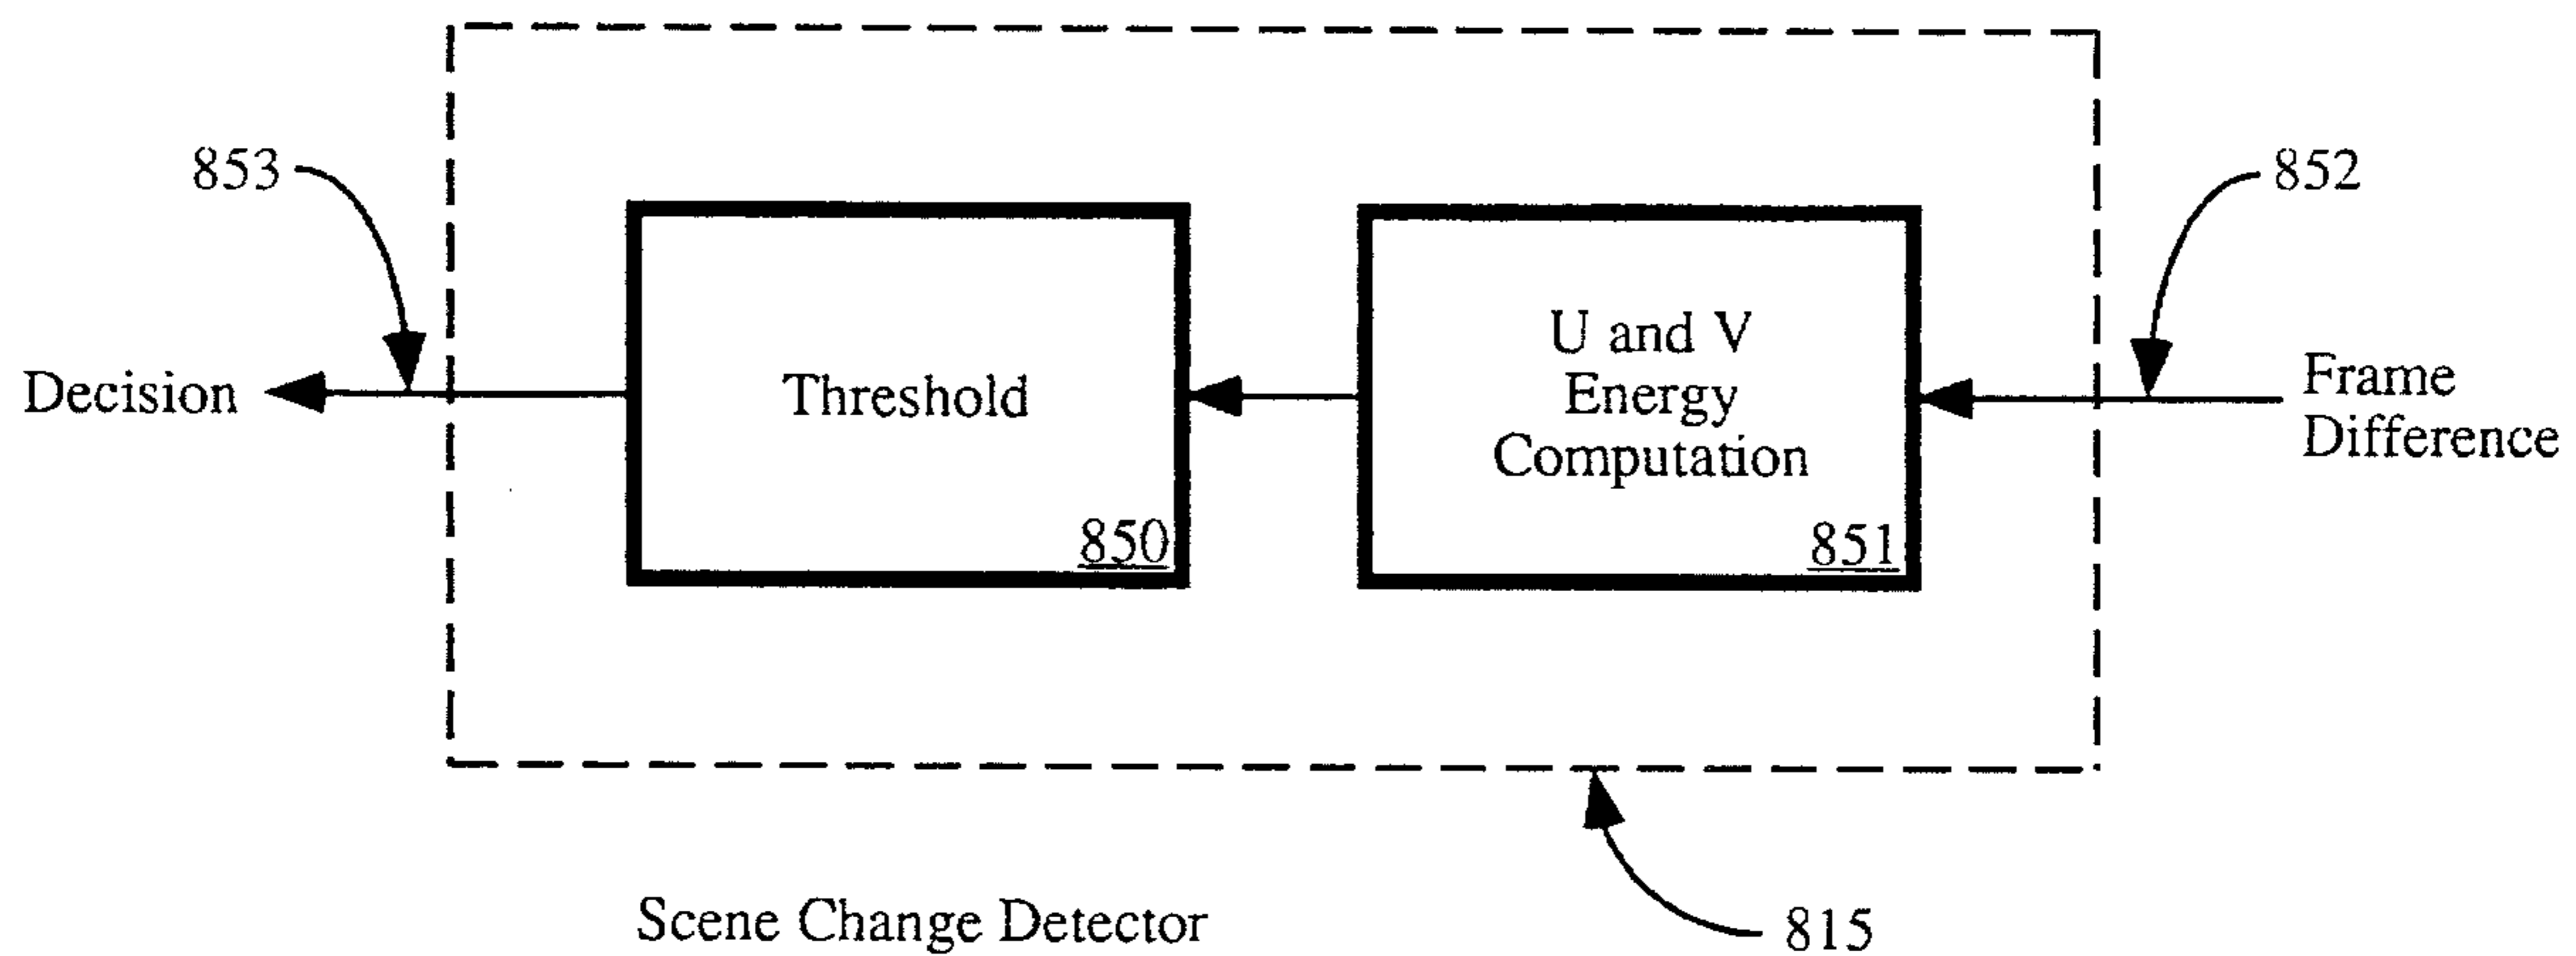 853
852
Decision
Threshold
850
U and V
Energy
Computation
851
Frame
Difference
Scene Change Detector
815